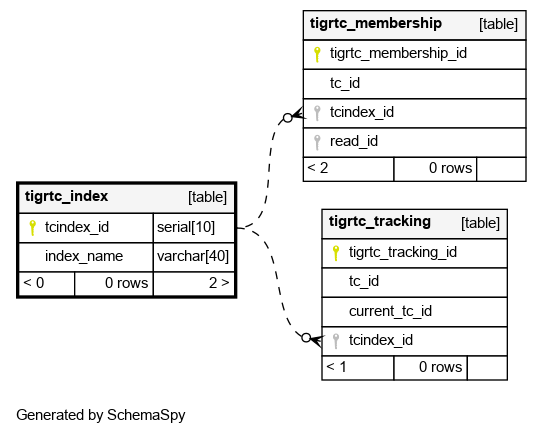 tigrtc_membership [table]
tigrtc_membership_id
tc_id
tcindex_id
read_id
< 2 0 rows
tigrtc_index [table]
tcindex_id serial[10]
index_name varchar[40]
< 0 0 rows 2 >
tigrtc_tracking [table]
tigrtc_tracking_id
tc_id
current_tc_id
tcindex_id
< 1 0 rows
Generated by SchemaSpy